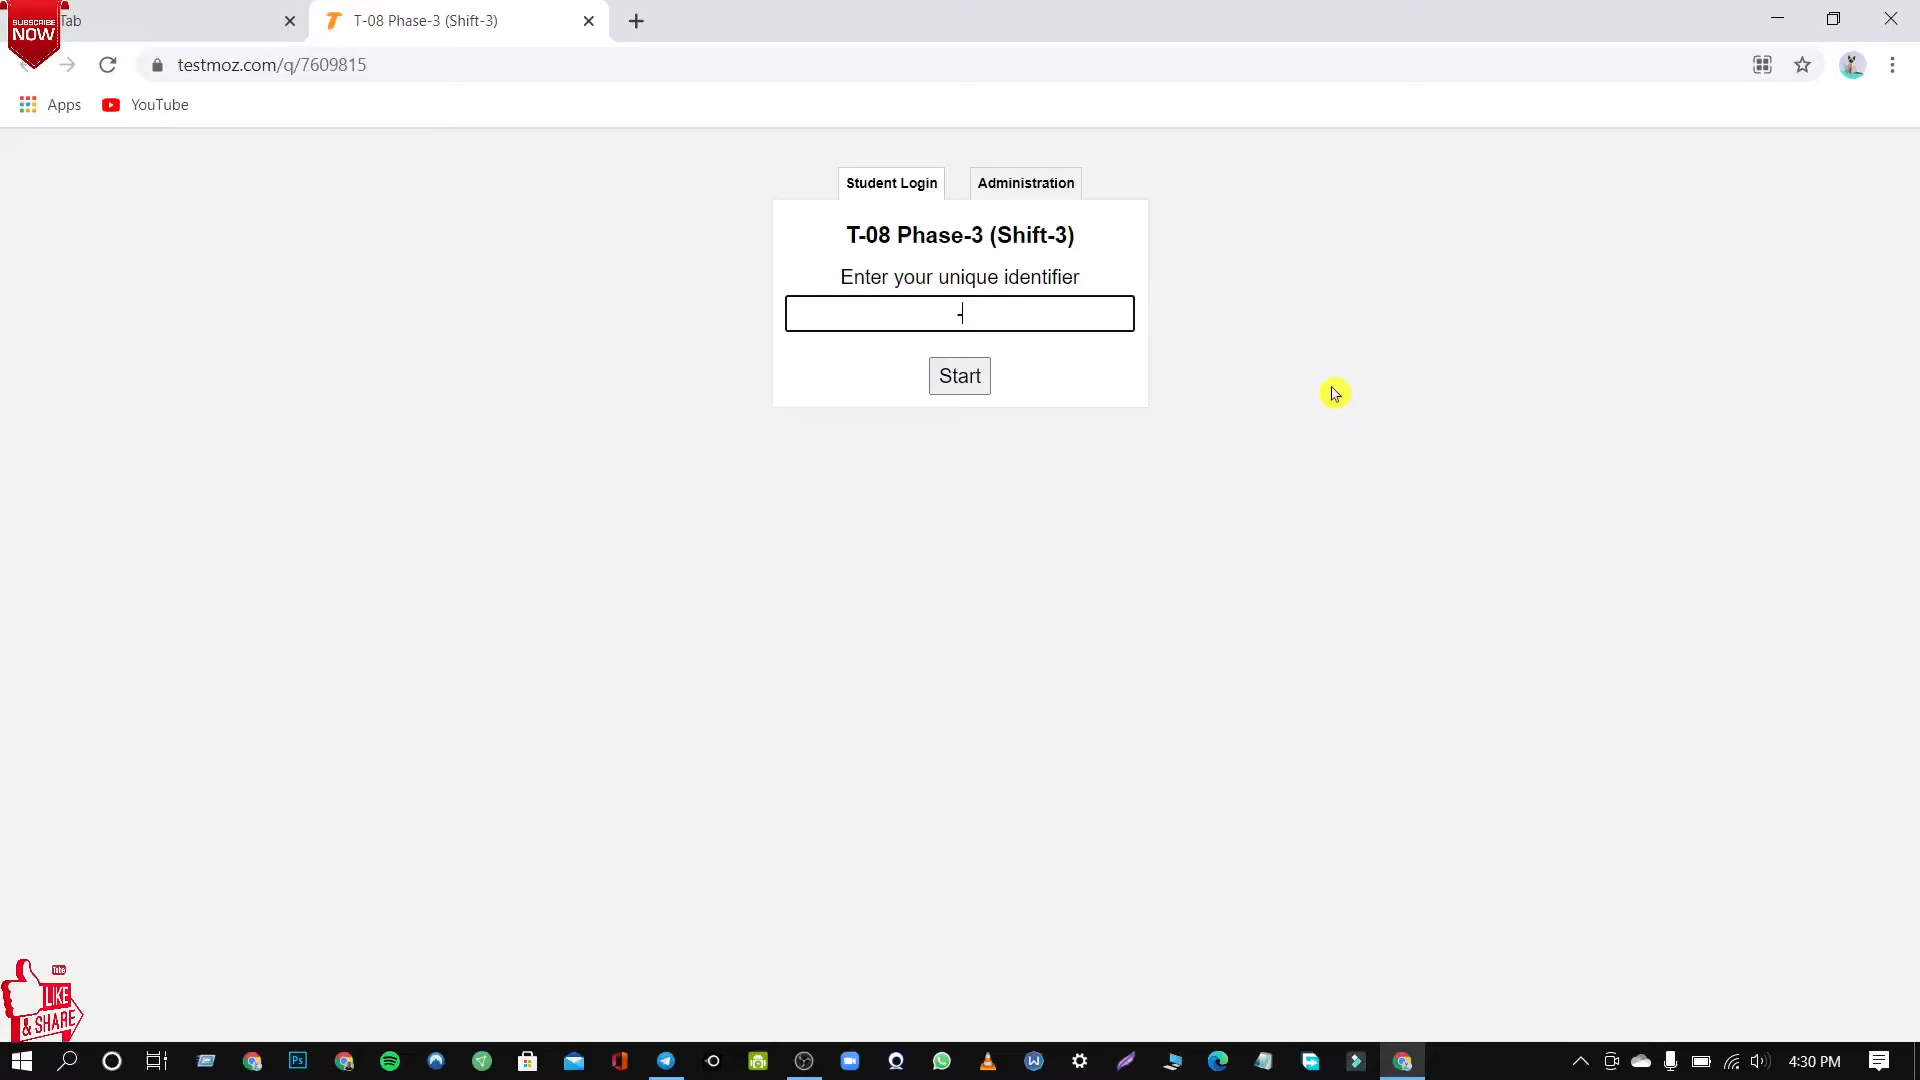 SUBSCRIBE
NOW
Tab
T-08 Phase-3 (Shift-3)
testmoz.com/q/7609815
Apps
YouTube
Student Login
Administration
T-08 Phase-3 (Shift-3)
Enter your unique identifier
-
Start
LIKE
& SHARE
Ps
4:30 PM